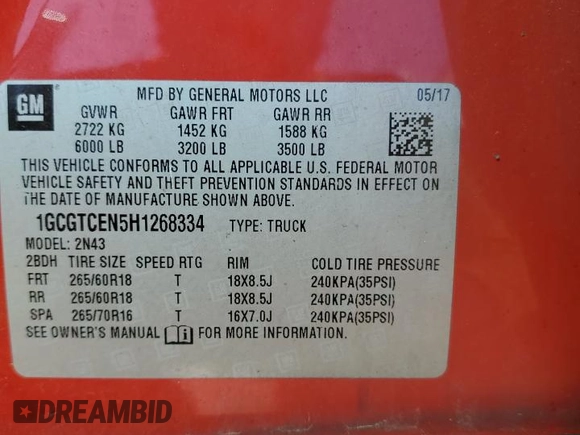 GM
MFD BY GENERAL MOTORS LLC 05/17
GVWR GAWR FRT GAWR RR
2722 KG 1452 KG 1588 KG
6000 LB 3200 LB 3500 LB
THIS VEHICLE CONFORMS TO ALL APPLICABLE U.S. FEDERAL MOTOR
VEHICLE SAFETY AND THEFT PREVENTION STANDARDS IN EFFECT ON
THE DATE OF MANUFACTURE SHOWN ABOVE.
1GCGTCEN5H1268334 TYPE: TRUCK
MODEL: 2N43
2BDH TIRE SIZE SPEED RTG RIM COLD TIRE PRESSURE
FRT 265/60R18 T 18X8.5J 240KPA(35PSI)
RR 265/60R18 T 18X8.5J 240KPA(35PSI)
SPA 265/70R16 T 16X7.0J 240KPA(35PSI)
SEE OWNER'S MANUAL FOR MORE INFORMATION.
DREAMBID